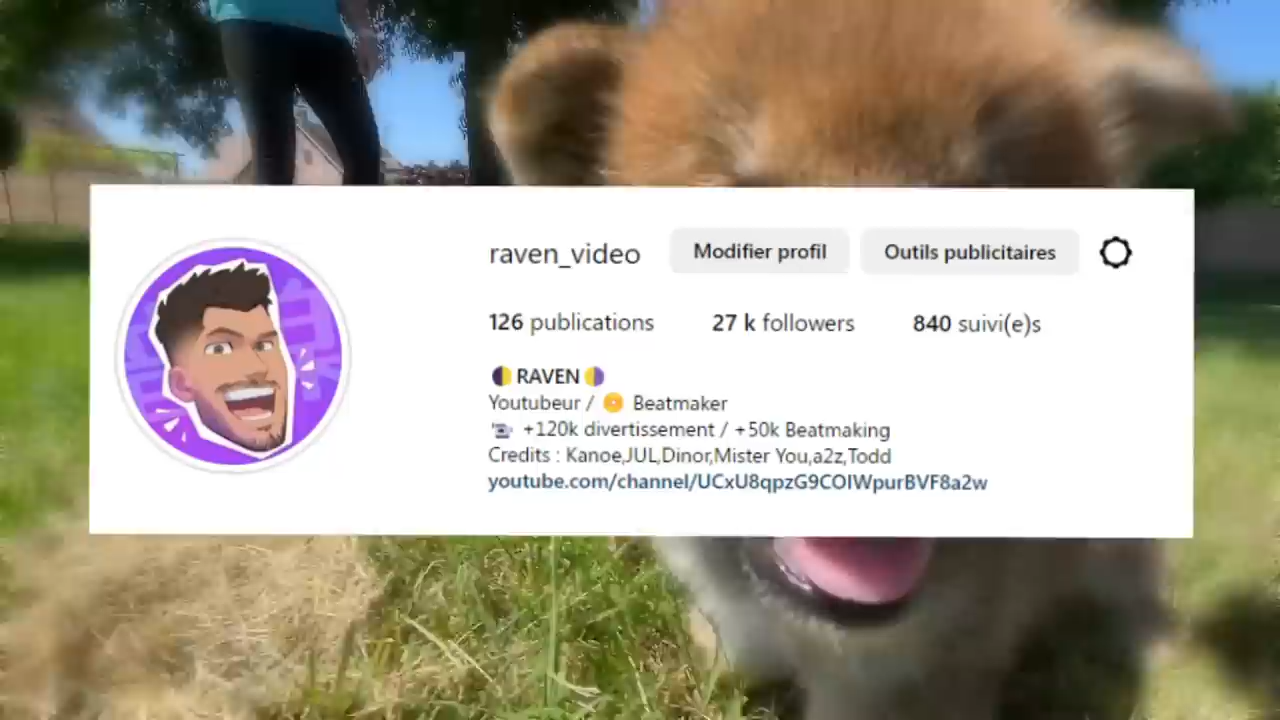 raven_video Modifier profil Outils publicitaires
126 publications 27 k followers 840 suivi(e)s
RAVEN
Youtubeur / Beatmaker
+120k divertissement / +50k Beatmaking
Credits : Kanoe,JUL,Dinor,Mister You,a2z,Todd
youtube.com/channel/UCxU8qpzG9COIWpurBVF8a2w